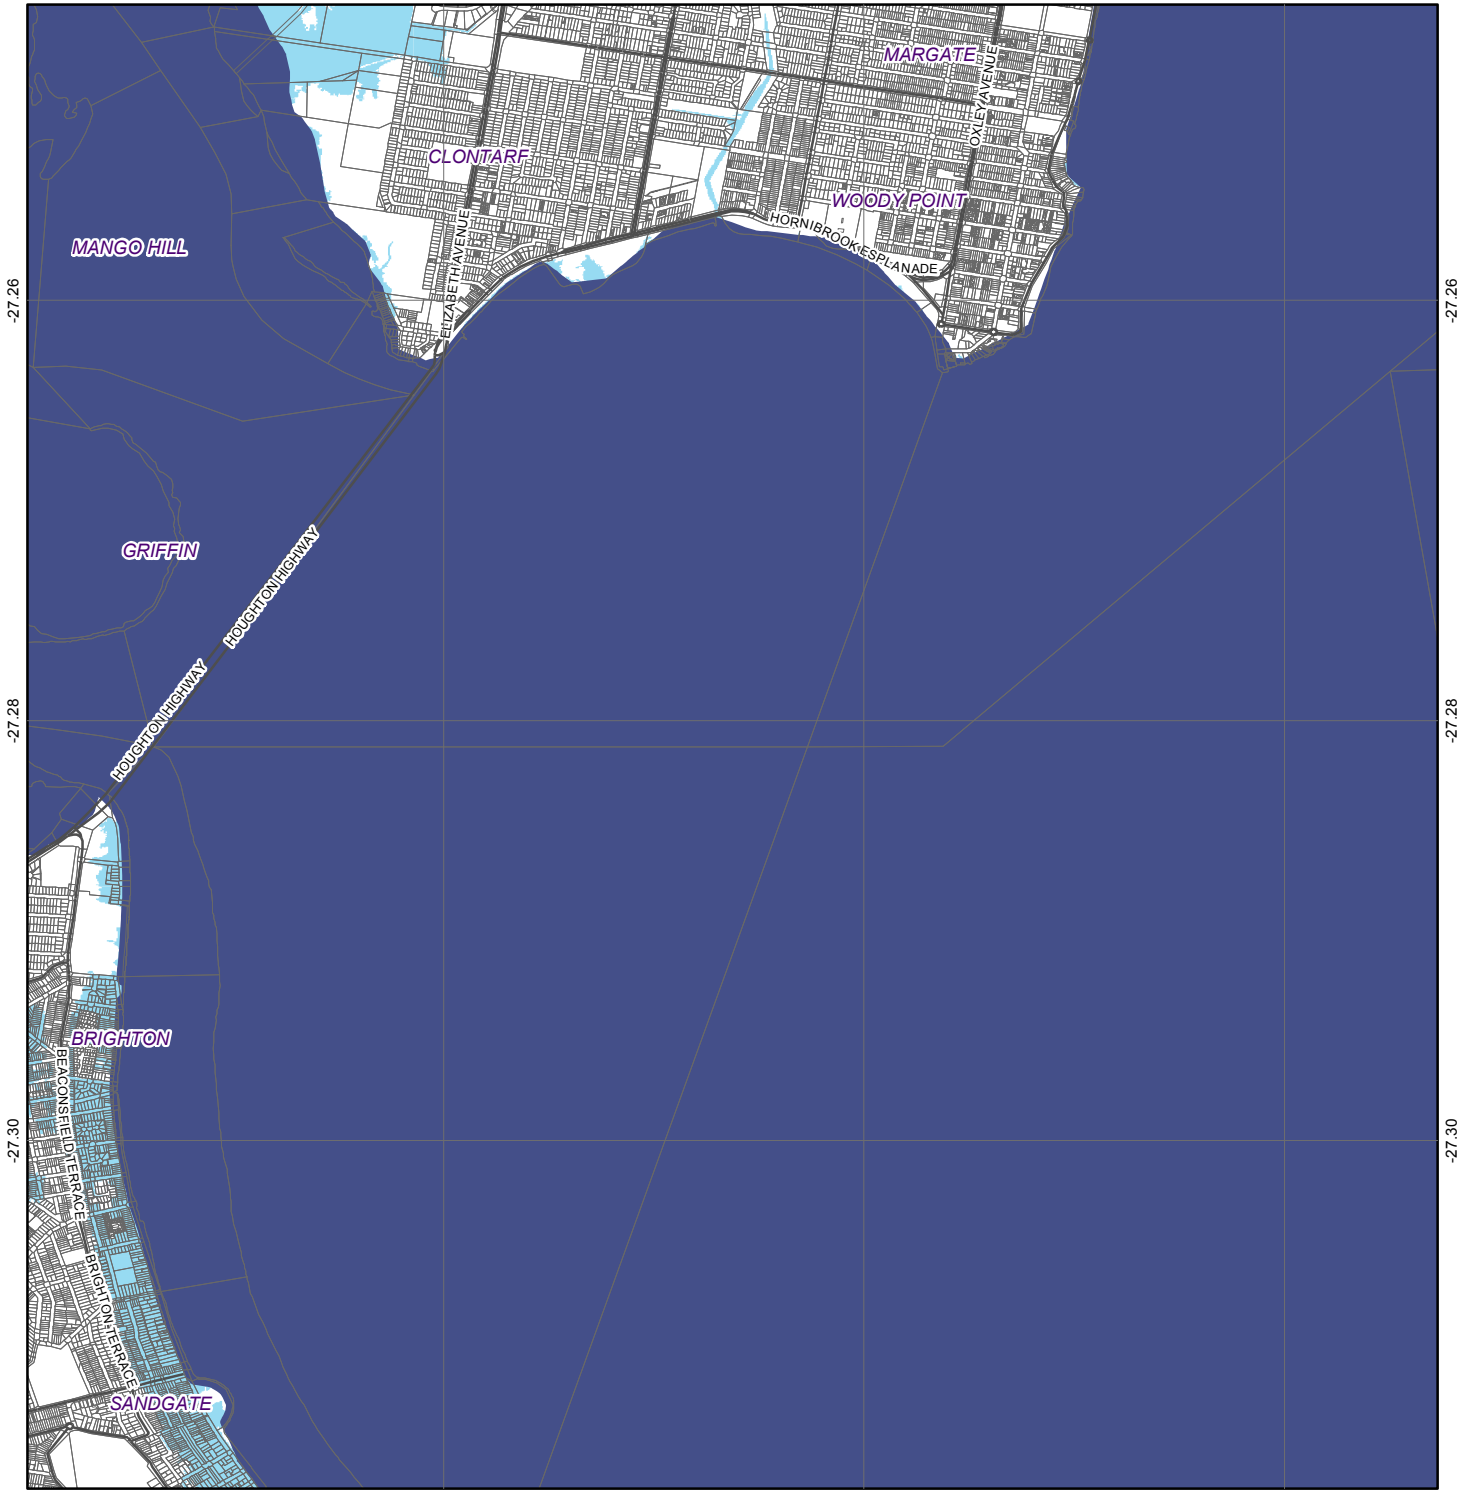 MARGATE
OXLEY AVENUE
CLONTARF
WOODY POINT
HORNIBROOK ESPLANADE
ELIZABETH AVENUE
MANGO HILL
-27.26
-27.26
GRIFFIN
HOUGHTON HIGHWAY
HOUGHTON HIGHWAY
-27.28
-27.28
BRIGHTON
BEACONSFIELD TERRACE
-27.30
-27.30
BRIGHTON TERRACE
SANDGATE